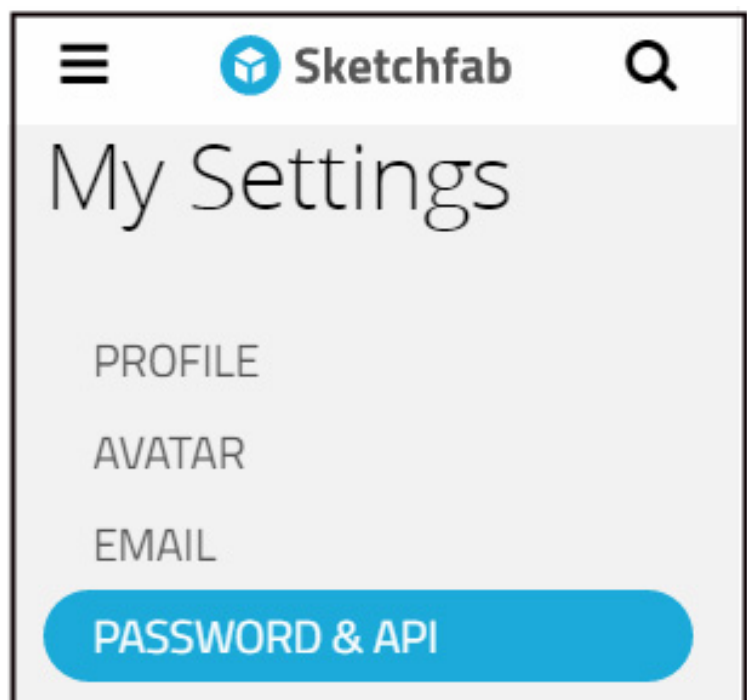 Sketchfab
My Settings
PROFILE
AVATAR
EMAIL
PASSWORD & API